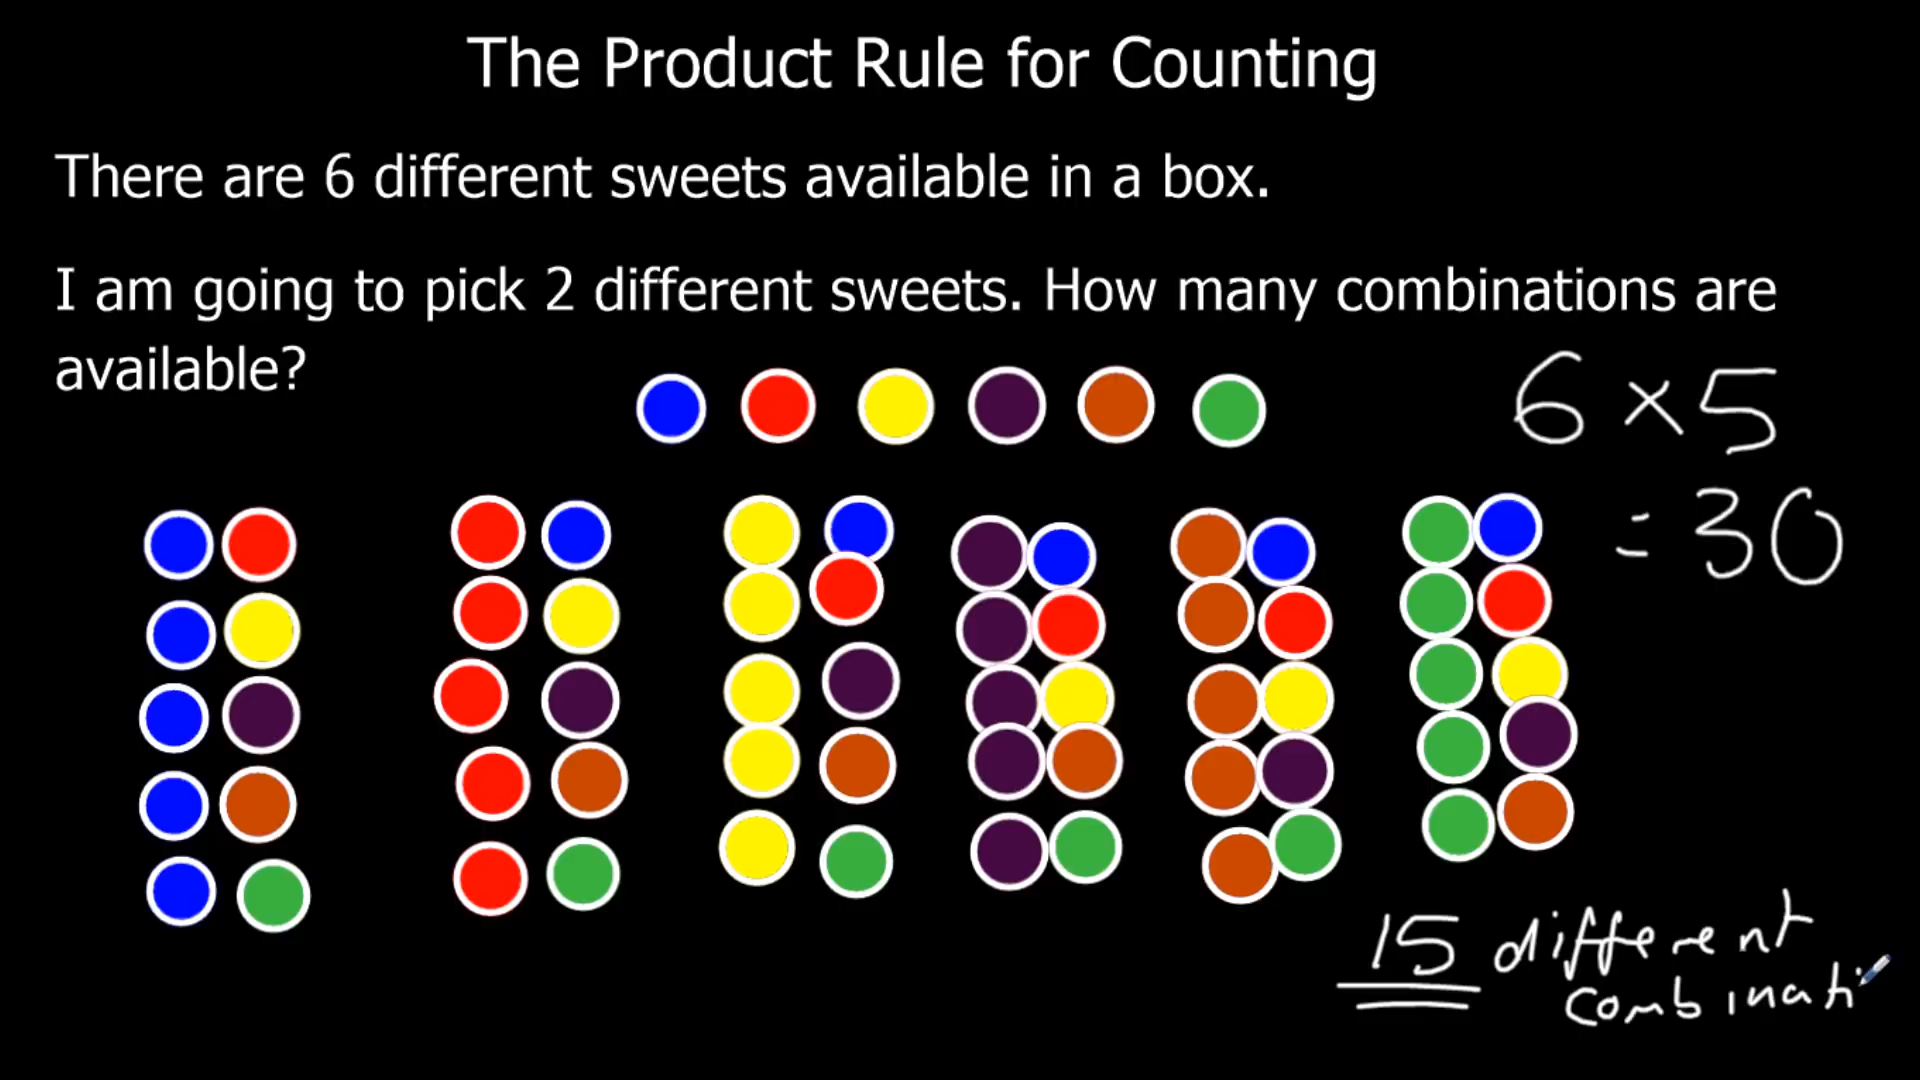 The Product Rule for Counting
There are 6 different sweets available in a box.
I am going to pick 2 different sweets. How many combinations are
available?
6 × 5
= 30
15 different
combinati